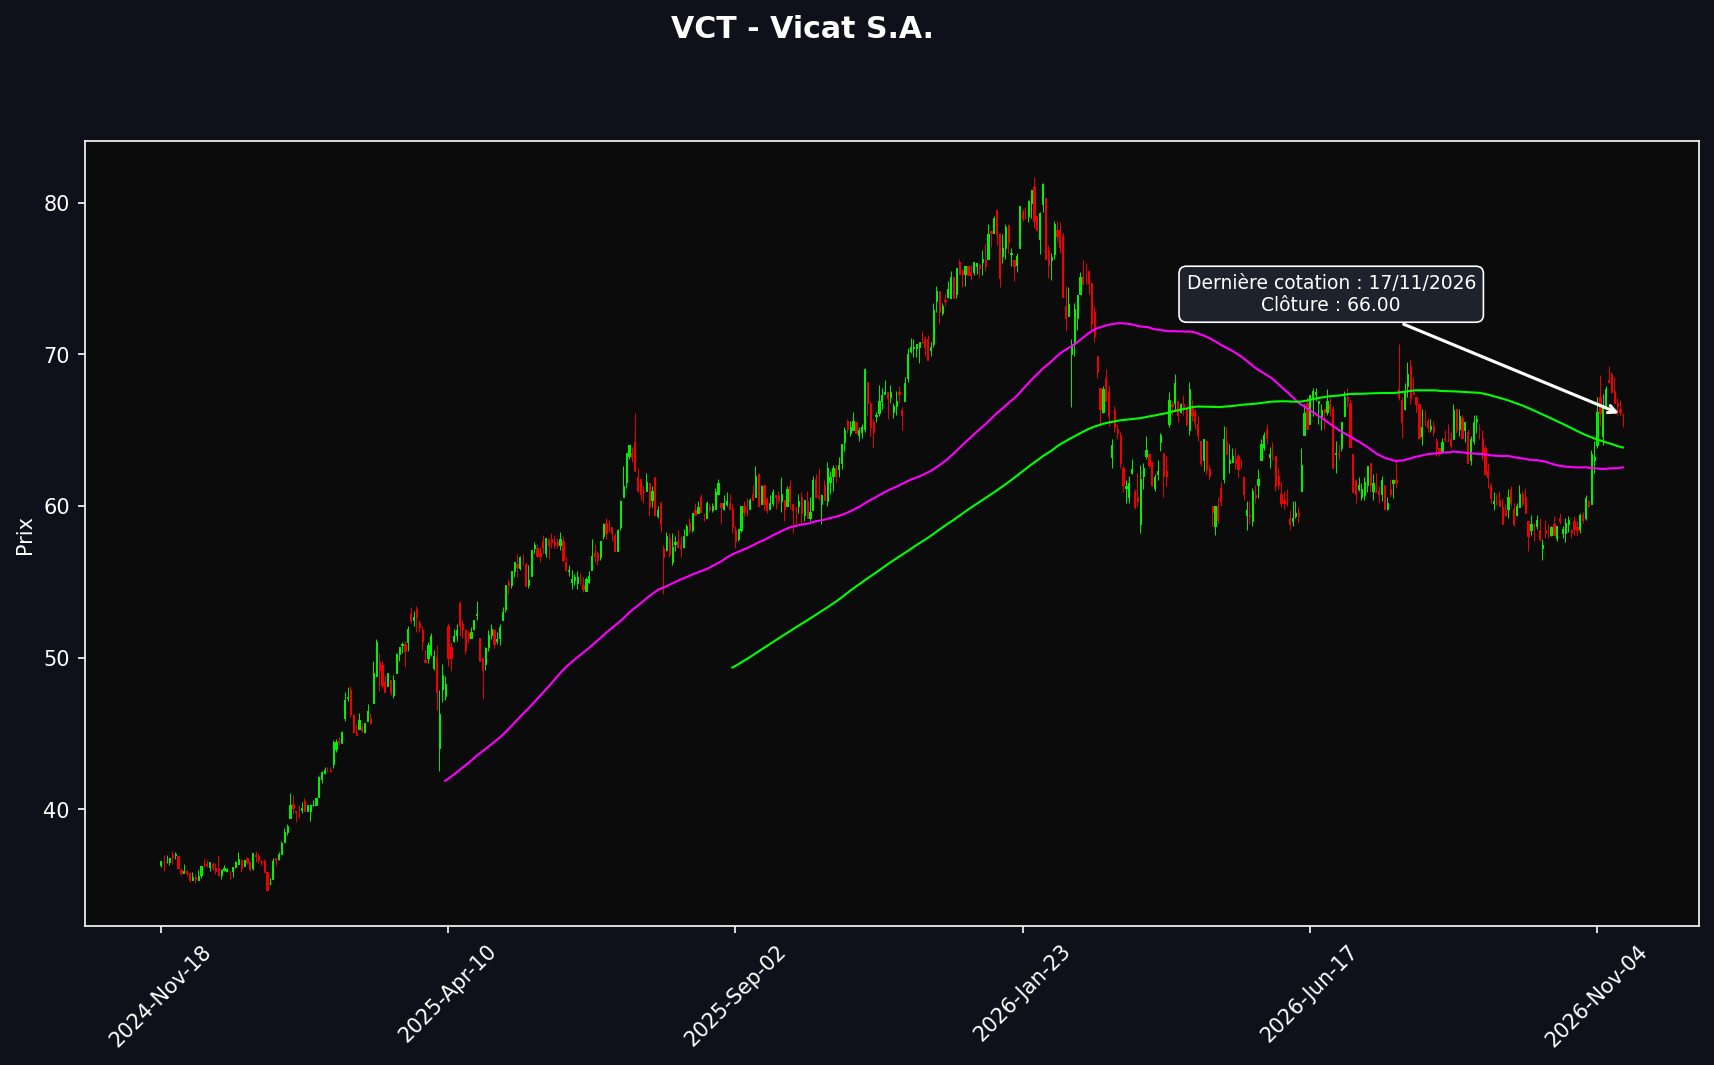 VCT - Vicat S.A.
Dernière cotation : 17/11/2026
Clôture : 66.00
Prix
80
70
60
50
40
2024-Nov-18
2025-Apr-10
2025-Sep-02
2026-Jan-23
2026-Jun-17
2026-Nov-04